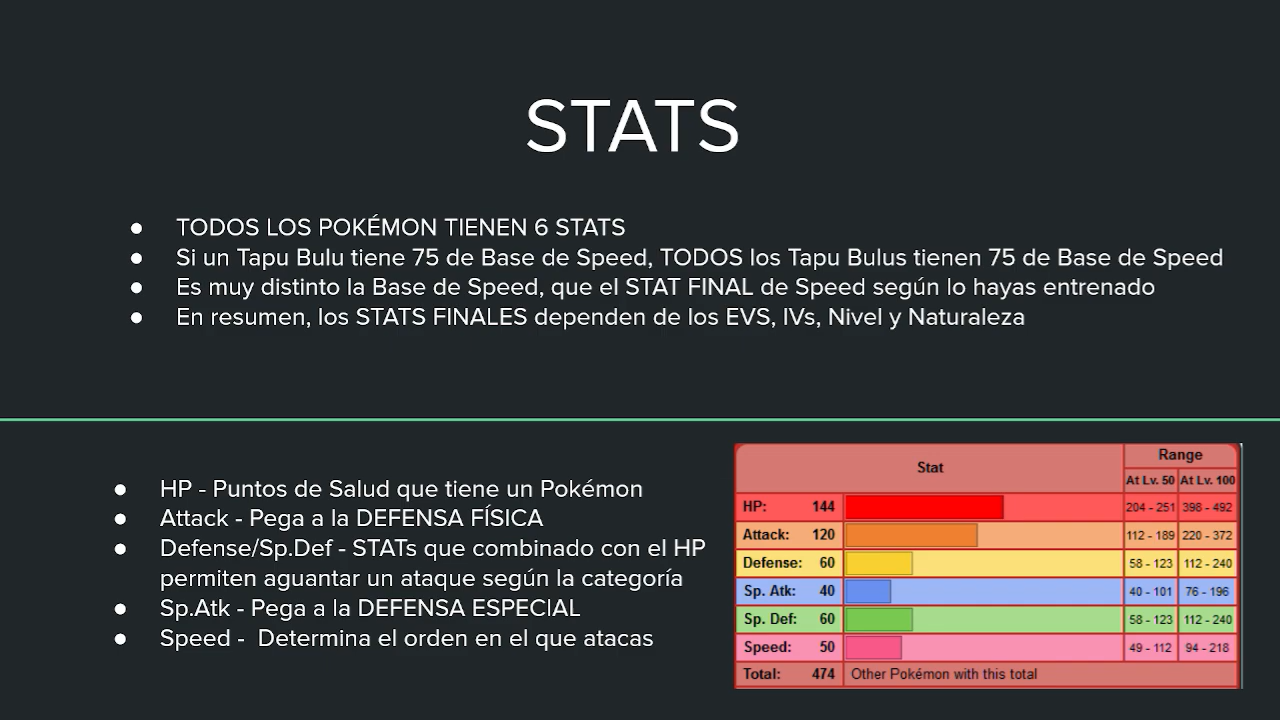 STATS
● TODOS LOS POKÉMON TIENEN 6 STATS
● Si un Tapu Bulu tiene 75 de Base de Speed, TODOS los Tapu Bulus tienen 75 de Base de Speed
● Es muy distinto la Base de Speed, que el STAT FINAL de Speed según lo hayas entrenado
● En resumen, los STATS FINALES dependen de los EVS, IVs, Nivel y Naturaleza
● HP - Puntos de Salud que tiene un Pokémon
● Attack - Pega a la DEFENSA FÍSICA
● Defense/Sp.Def - STATs que combinado con el HP
permiten aguantar un ataque según la categoría
● Sp.Atk - Pega a la DEFENSA ESPECIAL
● Speed - Determina el orden en el que atacas
Stat Range
At Lv. 50 At Lv. 100
HP: 144 204 - 251 398 - 492
Attack: 120 112 - 189 220 - 372
Defense: 60 58 - 123 112 - 240
Sp. Atk: 40 40 - 101 76 - 196
Sp. Def: 60 58 - 123 112 - 240
Speed: 50 49 - 112 94 - 218
Total: 474 Other Pokémon with this total